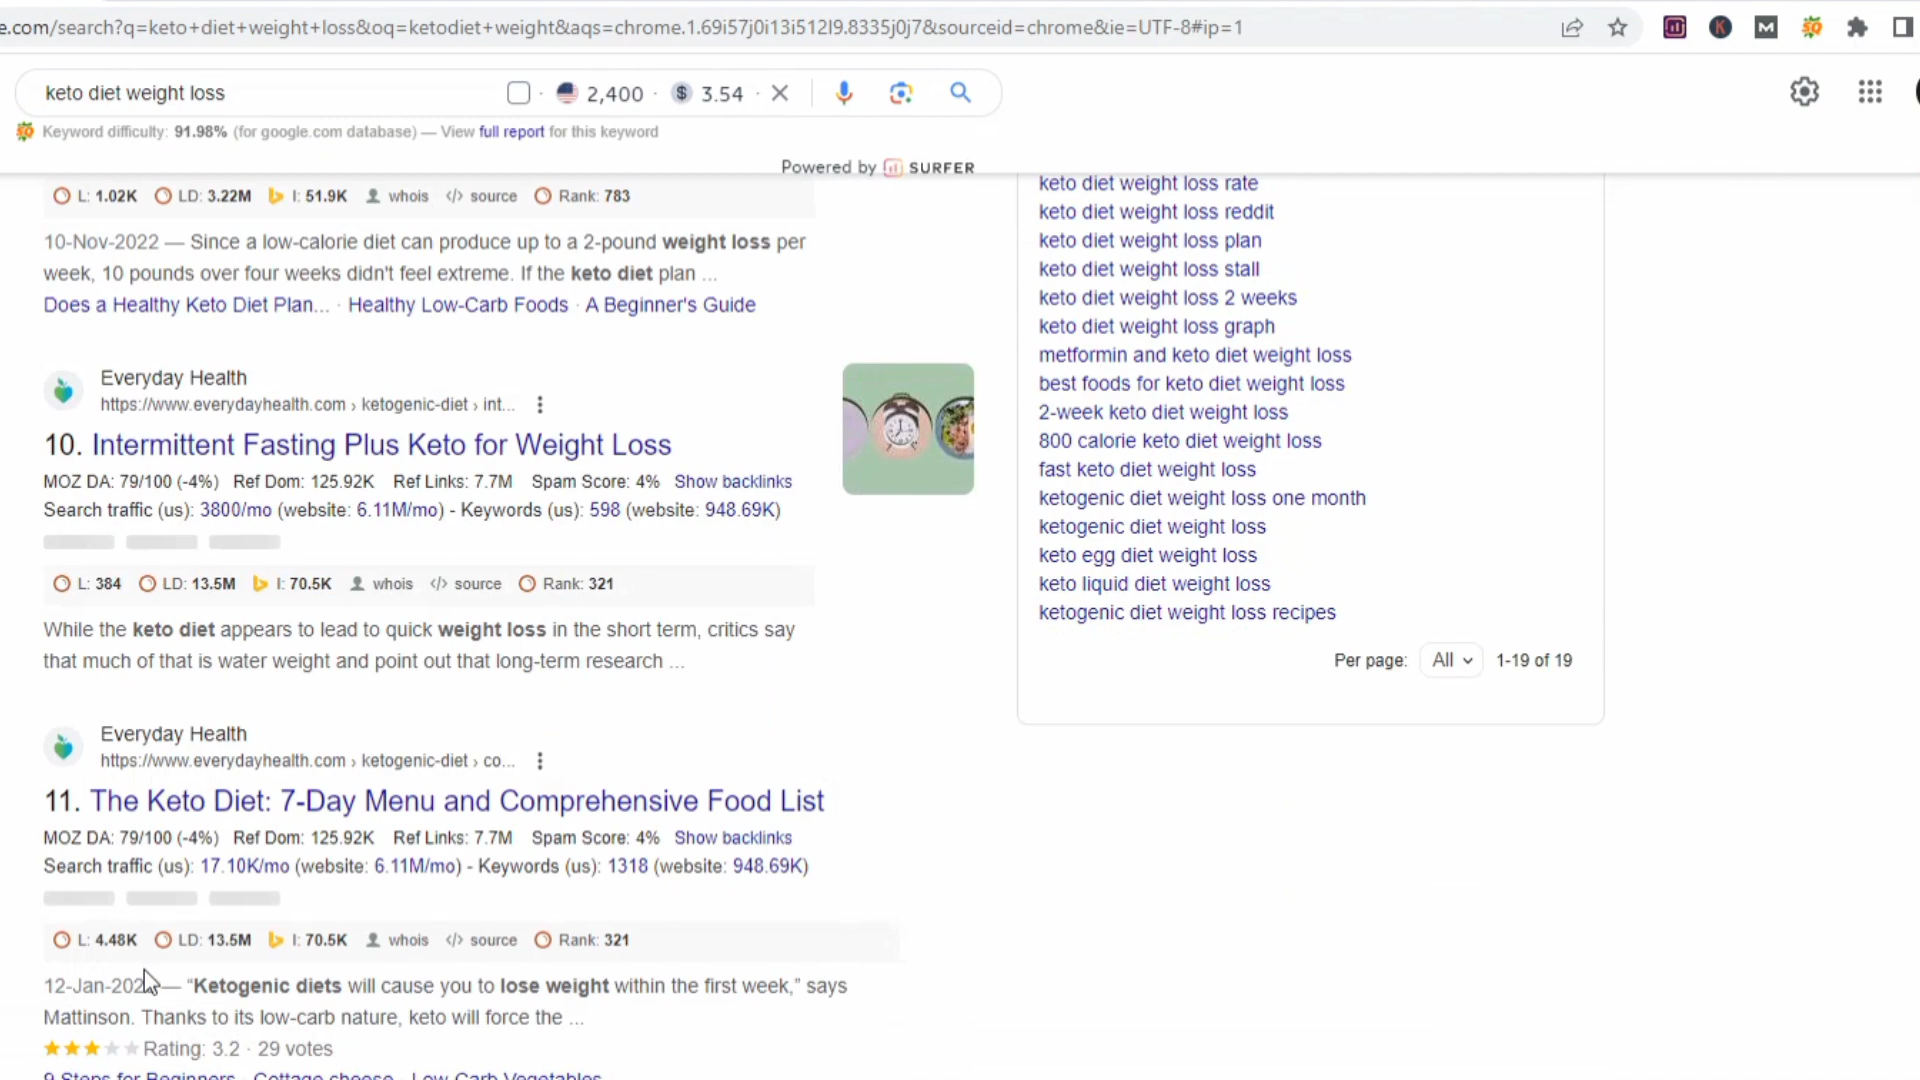 e.com/search?q=keto+diet+weight+loss&oq=ketodiet+weight&aqs=chrome.1.69i57j0i13i512l9.8335j0j7&sourceid=chrome&ie=UTF-8#ip=1
keto diet weight loss · 2,400 · $ 3.54 ·
Keyword difficulty: 91.98% (for google.com database) — View full report for this keyword
Powered by SURFER
L: 1.02K LD: 3.22M I: 51.9K whois </> source Rank: 783
10-Nov-2022 — Since a low-calorie diet can produce up to a 2-pound weight loss per
week, 10 pounds over four weeks didn't feel extreme. If the keto diet plan ...
Does a Healthy Keto Diet Plan... · Healthy Low-Carb Foods · A Beginner's Guide
Everyday Health
https://www.everydayhealth.com › ketogenic-diet › int...
10. Intermittent Fasting Plus Keto for Weight Loss
MOZ DA: 79/100 (-4%) Ref Dom: 125.92K Ref Links: 7.7M Spam Score: 4% Show backlinks
Search traffic (us): 3800/mo (website: 6.11M/mo) - Keywords (us): 598 (website: 948.69K)
L: 384 LD: 13.5M I: 70.5K whois </> source Rank: 321
While the keto diet appears to lead to quick weight loss in the short term, critics say
that much of that is water weight and point out that long-term research ...
Everyday Health
https://www.everydayhealth.com › ketogenic-diet › co...
11. The Keto Diet: 7-Day Menu and Comprehensive Food List
MOZ DA: 79/100 (-4%) Ref Dom: 125.92K Ref Links: 7.7M Spam Score: 4% Show backlinks
Search traffic (us): 17.10K/mo (website: 6.11M/mo) - Keywords (us): 1318 (website: 948.69K)
L: 4.48K LD: 13.5M I: 70.5K whois </> source Rank: 321
12-Jan-202 — “Ketogenic diets will cause you to lose weight within the first week,” says
Mattinson. Thanks to its low-carb nature, keto will force the ...
Rating: 3.2 · 29 votes
9 Steps for Beginners · Cottage cheese · Low-Carb Vegetables
keto diet weight loss rate
keto diet weight loss reddit
keto diet weight loss plan
keto diet weight loss stall
keto diet weight loss 2 weeks
keto diet weight loss graph
metformin and keto diet weight loss
best foods for keto diet weight loss
2-week keto diet weight loss
800 calorie keto diet weight loss
fast keto diet weight loss
ketogenic diet weight loss one month
ketogenic diet weight loss
keto egg diet weight loss
keto liquid diet weight loss
ketogenic diet weight loss recipes
Per page: All 1-19 of 19